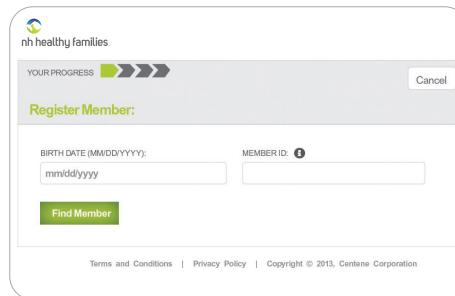 nh healthy families
YOUR PROGRESS
Cancel
Register Member:
BIRTH DATE (MM/DD/YYYY): MEMBER ID: i
mm/dd/yyyy
Find Member
Terms and Conditions | Privacy Policy | Copyright © 2013, Centene Corporation